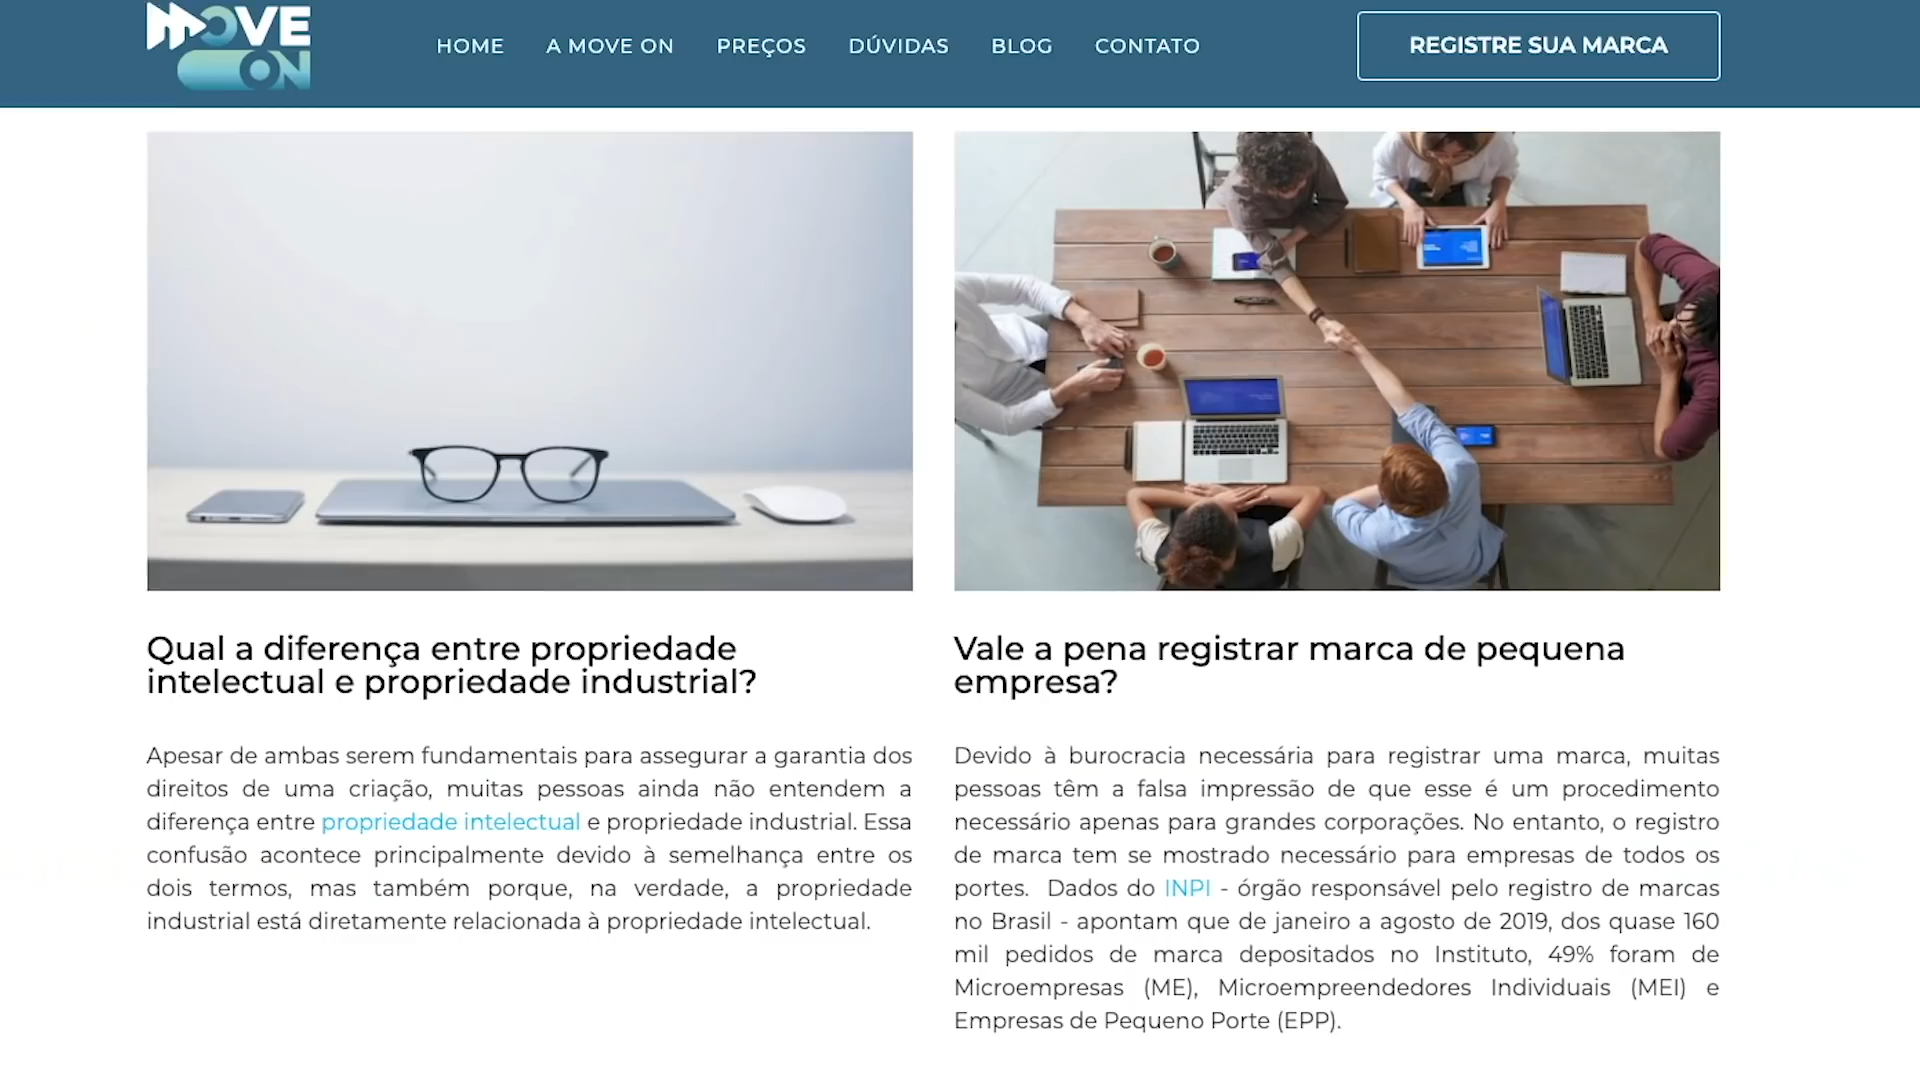 MOVE
ON
HOME
A MOVE ON
PREÇOS
DÚVIDAS
BLOG
CONTATO
REGISTRE SUA MARCA
Qual a diferença entre propriedade
intelectual e propriedade industrial?
Apesar de ambas serem fundamentais para assegurar a garantia dos
direitos de uma criação, muitas pessoas ainda não entendem a
diferença entre propriedade intelectual e propriedade industrial. Essa
confusão acontece principalmente devido à semelhança entre os
dois termos, mas também porque, na verdade, a propriedade
industrial está diretamente relacionada à propriedade intelectual.
Vale a pena registrar marca de pequena
empresa?
Devido à burocracia necessária para registrar uma marca, muitas
pessoas têm a falsa impressão de que esse é um procedimento
necessário apenas para grandes corporações. No entanto, o registro
de marca tem se mostrado necessário para empresas de todos os
portes. Dados do INPI - órgão responsável pelo registro de marcas
no Brasil - apontam que de janeiro a agosto de 2019, dos quase 160
mil pedidos de marca depositados no Instituto, 49% foram de
Microempresas (ME), Microempreendedores Individuais (MEI) e
Empresas de Pequeno Porte (EPP).